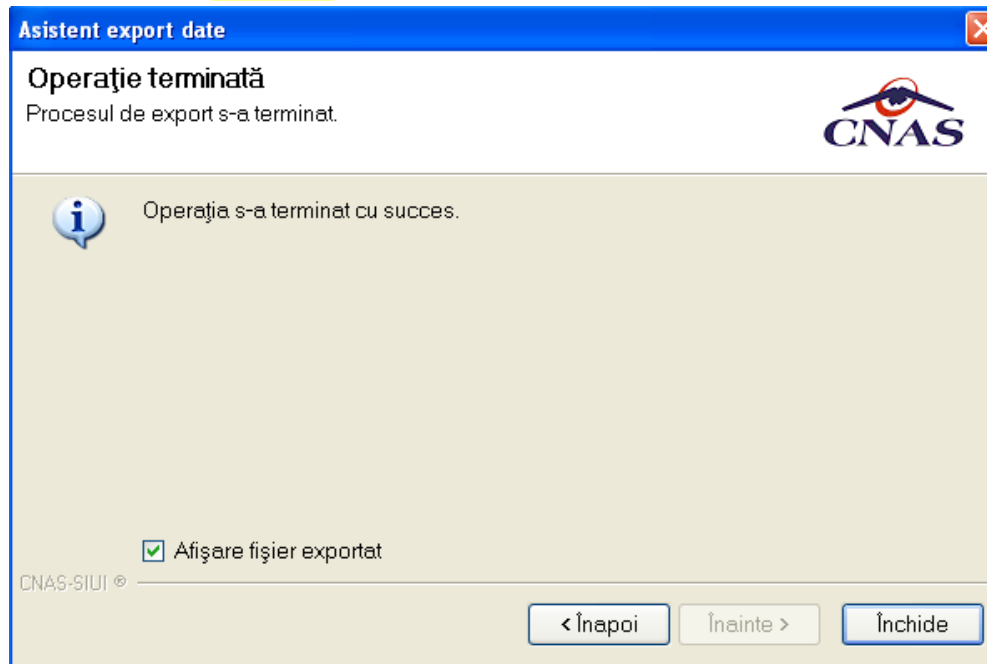 Asistent export date
Operaţie terminată
Procesul de export s-a terminat.
CNAS
Operaţia s-a terminat cu succes.
Afişare fişier exportat
CNAS-SIUI ®
< Înapoi
Înainte >
Închide